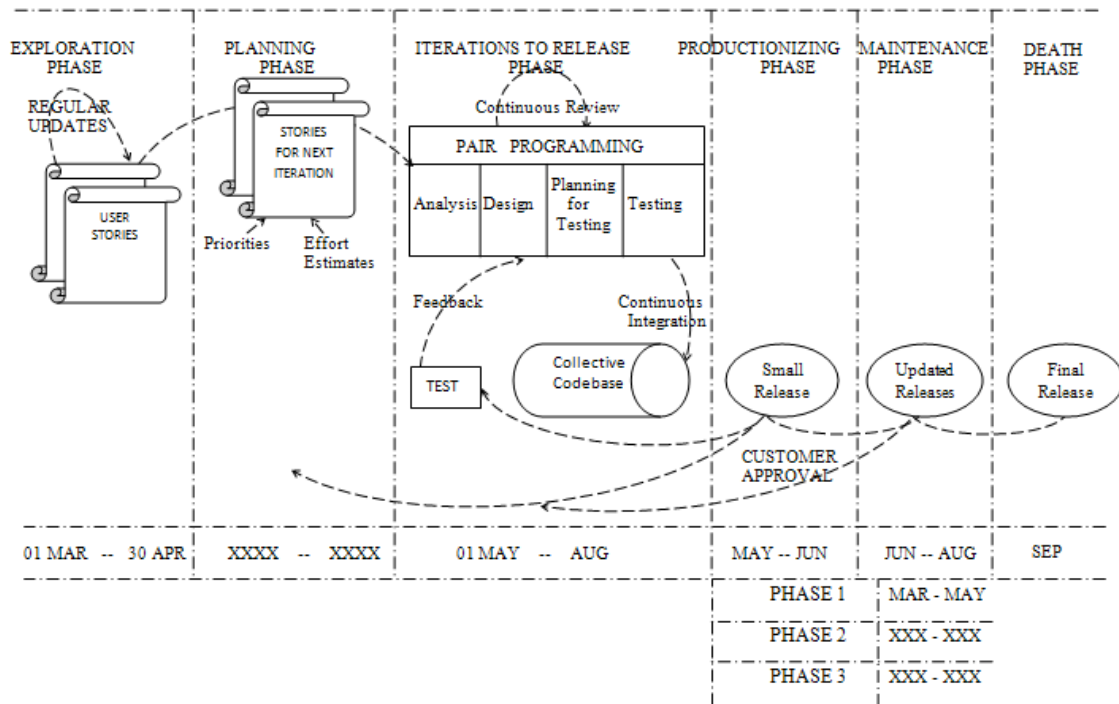 EXPLORATION
PHASE
PLANNING
PHASE
ITERATIONS TO RELEASE
PHASE
PRODUCTIONIZING
PHASE
MAINTENANCE
PHASE
DEATH
PHASE
REGULAR
UPDATES
USER
STORIES
STORIES
FOR NEXT
ITERATION
Priorities
Effort
Estimates
Continuous Review
PAIR PROGRAMMING
Analysis
Design
Planning
for
Testing
Testing
Feedback
Continuous
Integration
TEST
Collective
Codebase
Small
Release
Updated
Releases
Final
Release
CUSTOMER
APPROVAL
01 MAR -- 30 APR
XXXX -- XXXX
01 MAY -- AUG
MAY -- JUN
JUN -- AUG
SEP
PHASE 1 MAR - MAY
PHASE 2 XXX - XXX
PHASE 3 XXX - XXX